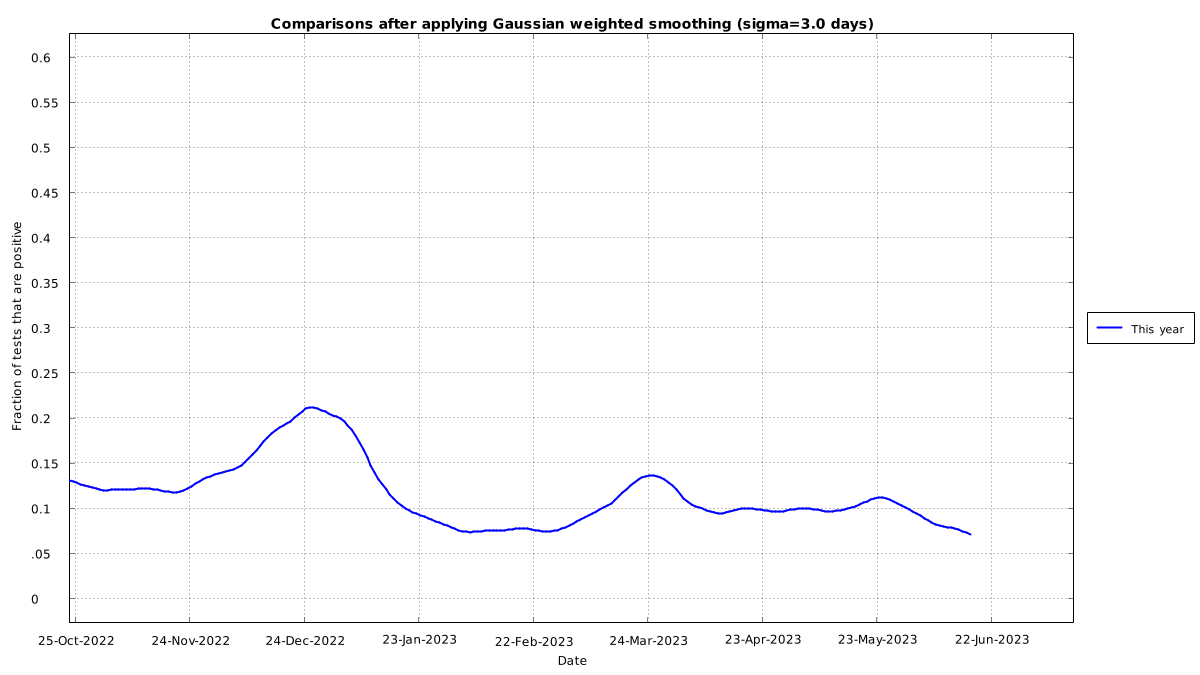 Comparisons after applying Gaussian weighted smoothing (sigma=3.0 days)
Fraction of tests that are positive
0.6
0.55
0.5
0.45
0.4
0.35
0.3
0.25
0.2
0.15
0.1
.05
0
25-Oct-2022 24-Nov-2022 24-Dec-2022 23-Jan-2023 22-Feb-2023 24-Mar-2023 23-Apr-2023 23-May-2023 22-Jun-2023
Date
This year